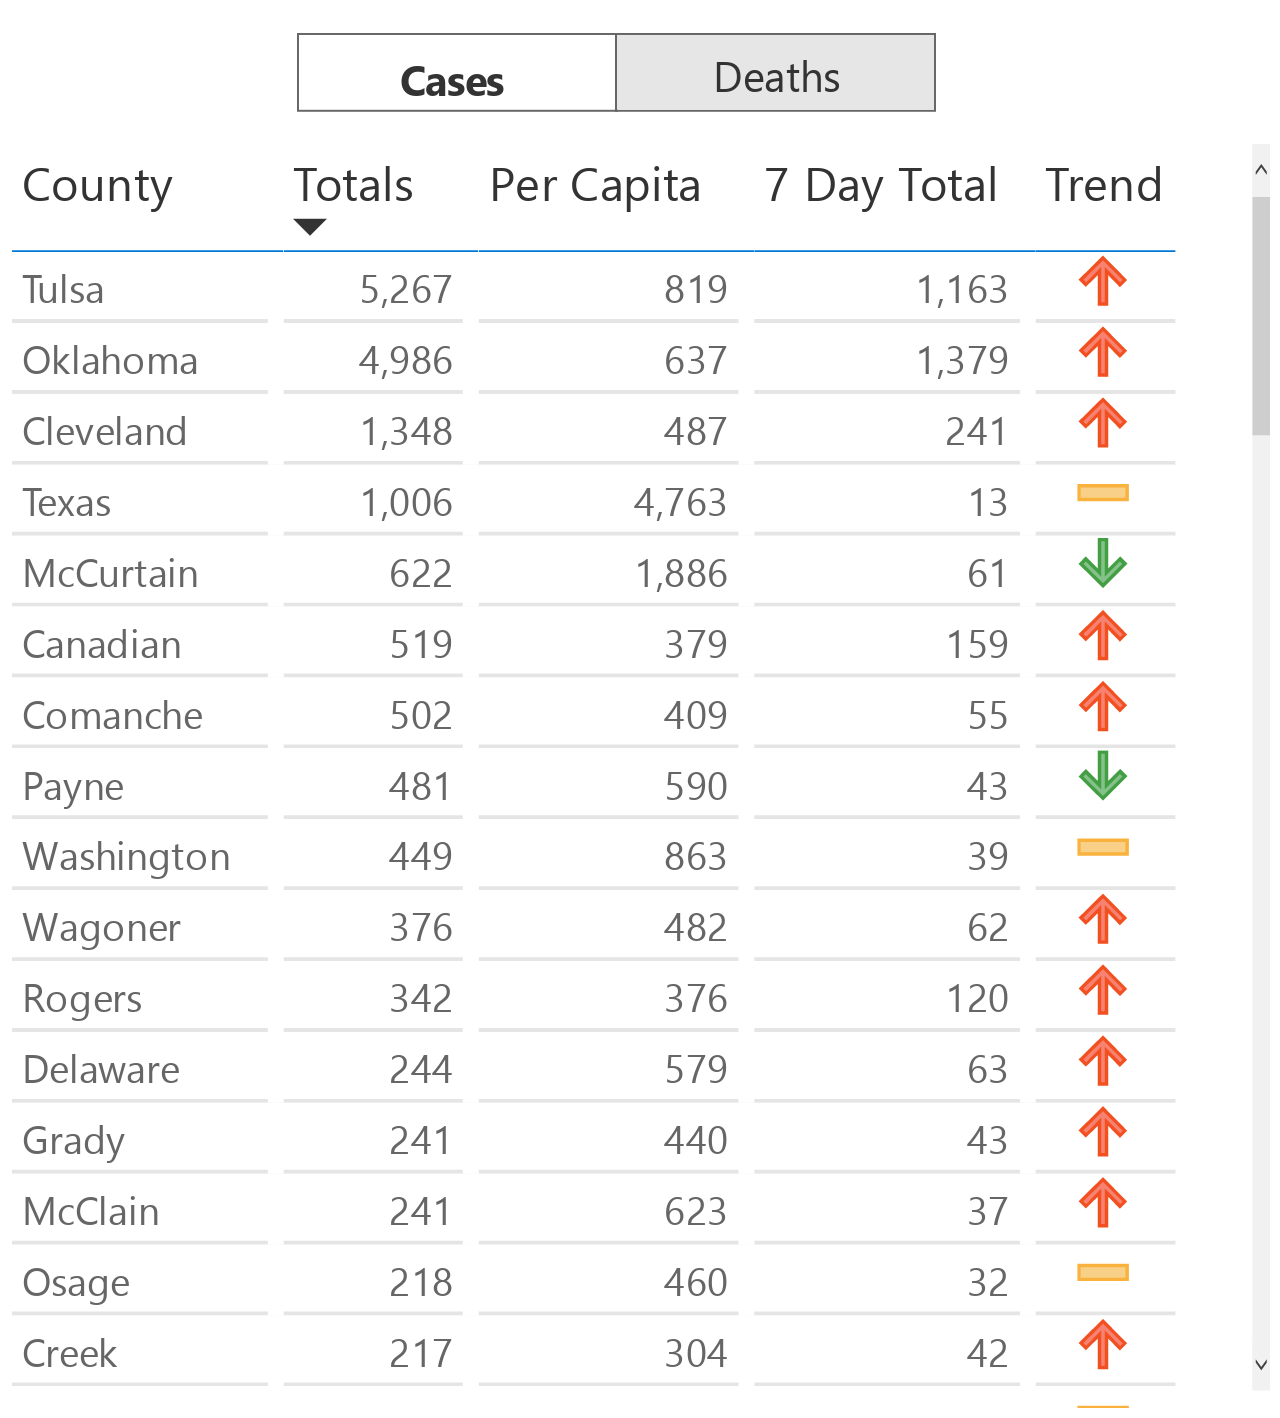 Cases Deaths
County Totals Per Capita 7 Day Total Trend
Tulsa 5,267 819 1,163
Oklahoma 4,986 637 1,379
Cleveland 1,348 487 241
Texas 1,006 4,763 13
McCurtain 622 1,886 61
Canadian 519 379 159
Comanche 502 409 55
Payne 481 590 43
Washington 449 863 39
Wagoner 376 482 62
Rogers 342 376 120
Delaware 244 579 63
Grady 241 440 43
McClain 241 623 37
Osage 218 460 32
Creek 217 304 42